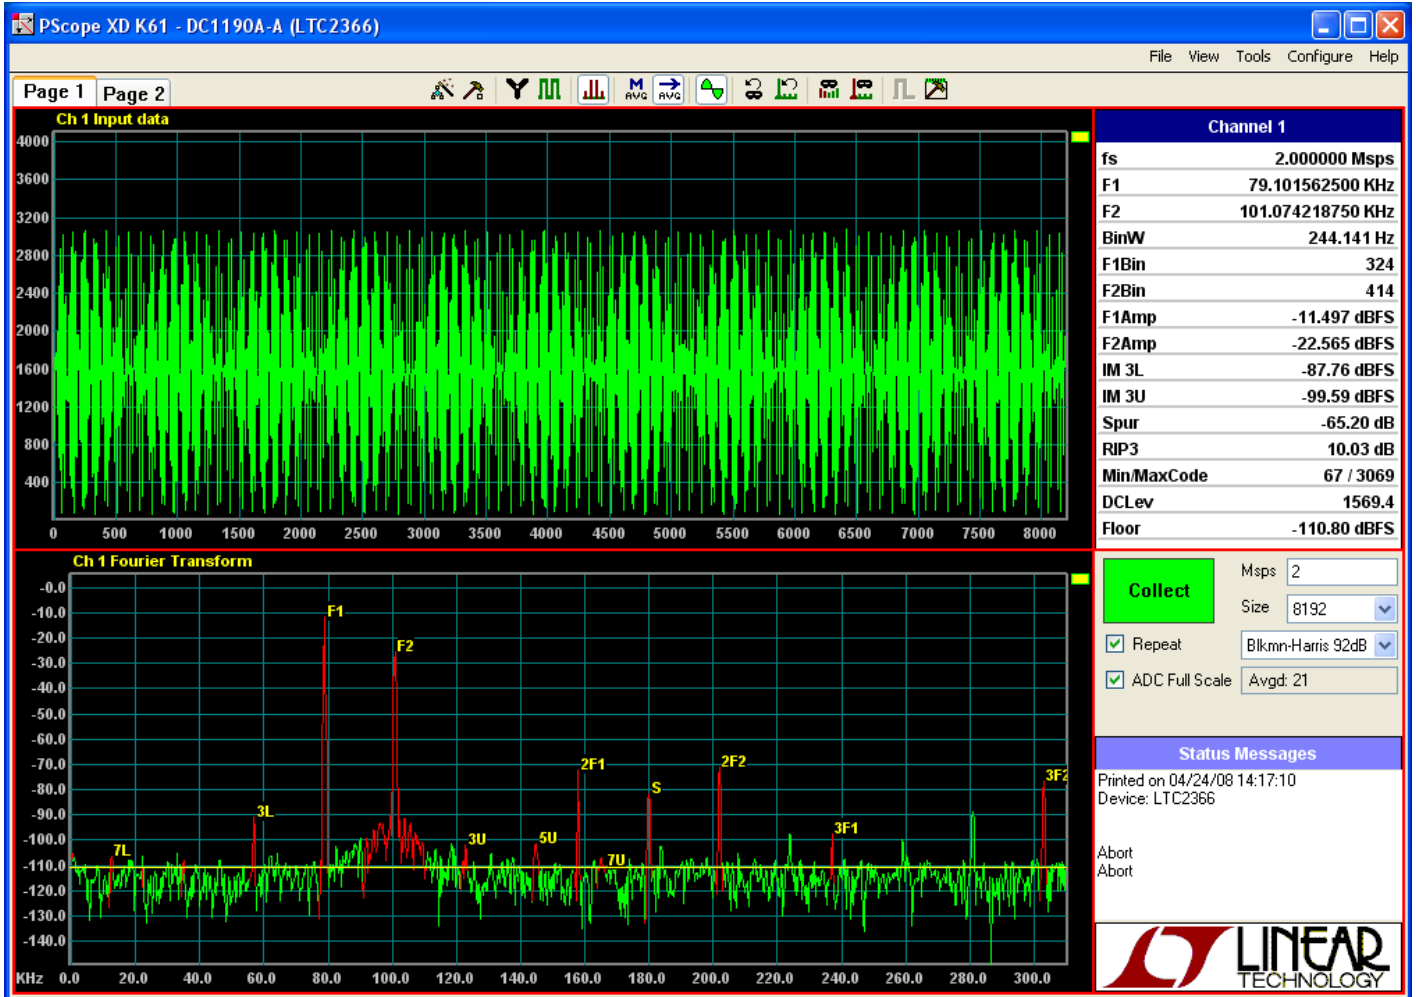 PScope XD K61 - DC1190A-A (LTC2366)
File View Tools Configure Help
Page 1 Page 2
M AVG AVG
Ch 1 Input data
4000
3600
3200
2800
2400
2000
1600
1200
800
400
0 500 1000 1500 2000 2500 3000 3500 4000 4500 5000 5500 6000 6500 7000 7500 8000
Channel 1
fs 2.000000 Msps
F1 79.101562500 KHz
F2 101.074218750 KHz
BinW 244.141 Hz
F1Bin 324
F2Bin 414
F1Amp -11.497 dBFS
F2Amp -22.565 dBFS
IM 3L -87.76 dBFS
IM 3U -99.59 dBFS
Spur -65.20 dB
RIP3 10.03 dB
Min/MaxCode 67 / 3069
DCLev 1569.4
Floor -110.80 dBFS
Ch 1 Fourier Transform
-0.0
-10.0
-20.0
-30.0
-40.0
-50.0
-60.0
-70.0
-80.0
-90.0
-100.0
-110.0
-120.0
-130.0
-140.0
F1
F2
2F1
2F2
3F2
S
3L
3F1
3U
5U
7L
7U
KHz 0.0 20.0 40.0 60.0 80.0 100.0 120.0 140.0 160.0 180.0 200.0 220.0 240.0 260.0 280.0 300.0
Collect
Msps 2
Size 8192
Repeat
Blkmn-Harris 92dB
ADC Full Scale
Avgd: 21
Status Messages
Printed on 04/24/08 14:17:10
Device: LTC2366
Abort
Abort
LINEAR
TECHNOLOGY